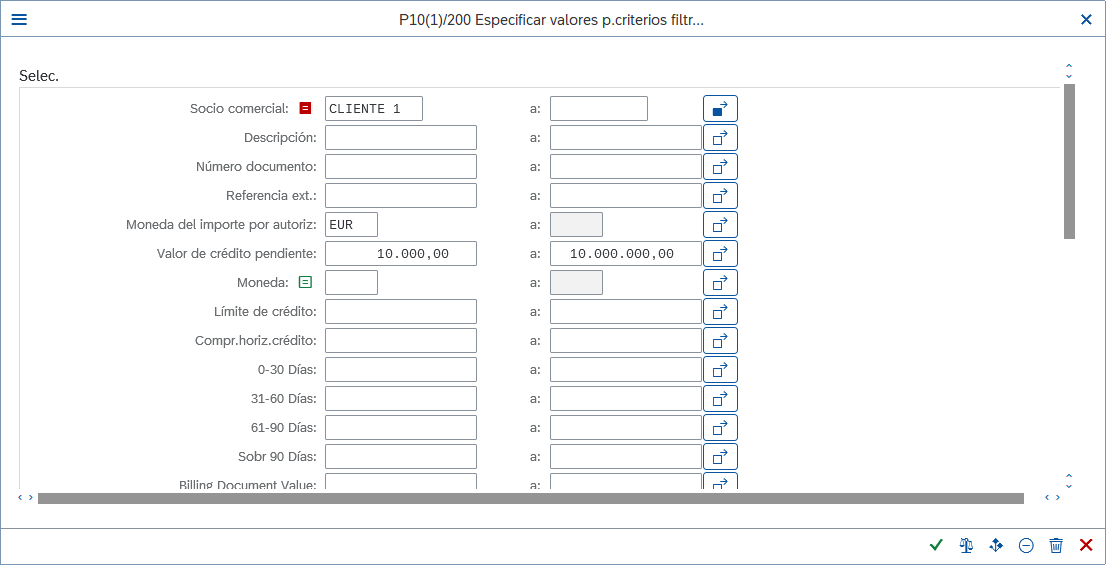 P10(1)/200 Especificar valores p.criterios filtr...
Selec.
Socio comercial: CLIENTE 1 a:
Descripción: a:
Número documento: a:
Referencia ext.: a:
Moneda del importe por autoriz: EUR a:
Valor de crédito pendiente: 10.000,00 a: 10.000.000,00
Moneda: a:
Límite de crédito: a:
Compr.horiz.crédito: a:
0-30 Días: a:
31-60 Días: a:
61-90 Días: a:
Sobr 90 Días: a:
Billing Document Value: a: